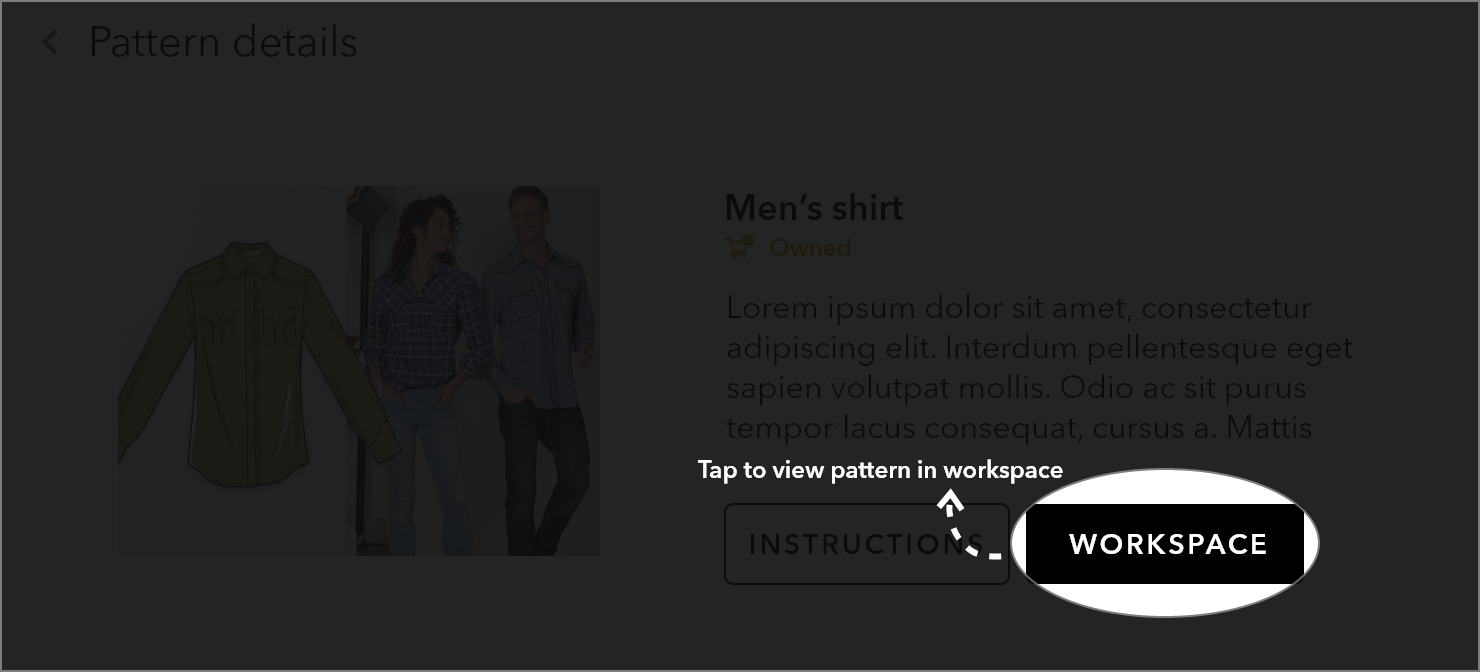 Pattern details
Men’s shirt
Owned
Lorem ipsum dolor sit amet, consectetur
adipiscing elit. Interdum pellentesque eget
sapien volutpat mollis. Odio ac sit purus
tempor lacus consequat, cursus a. Mattis
Tap to view pattern in workspace
INSTRUCTIONS
WORKSPACE